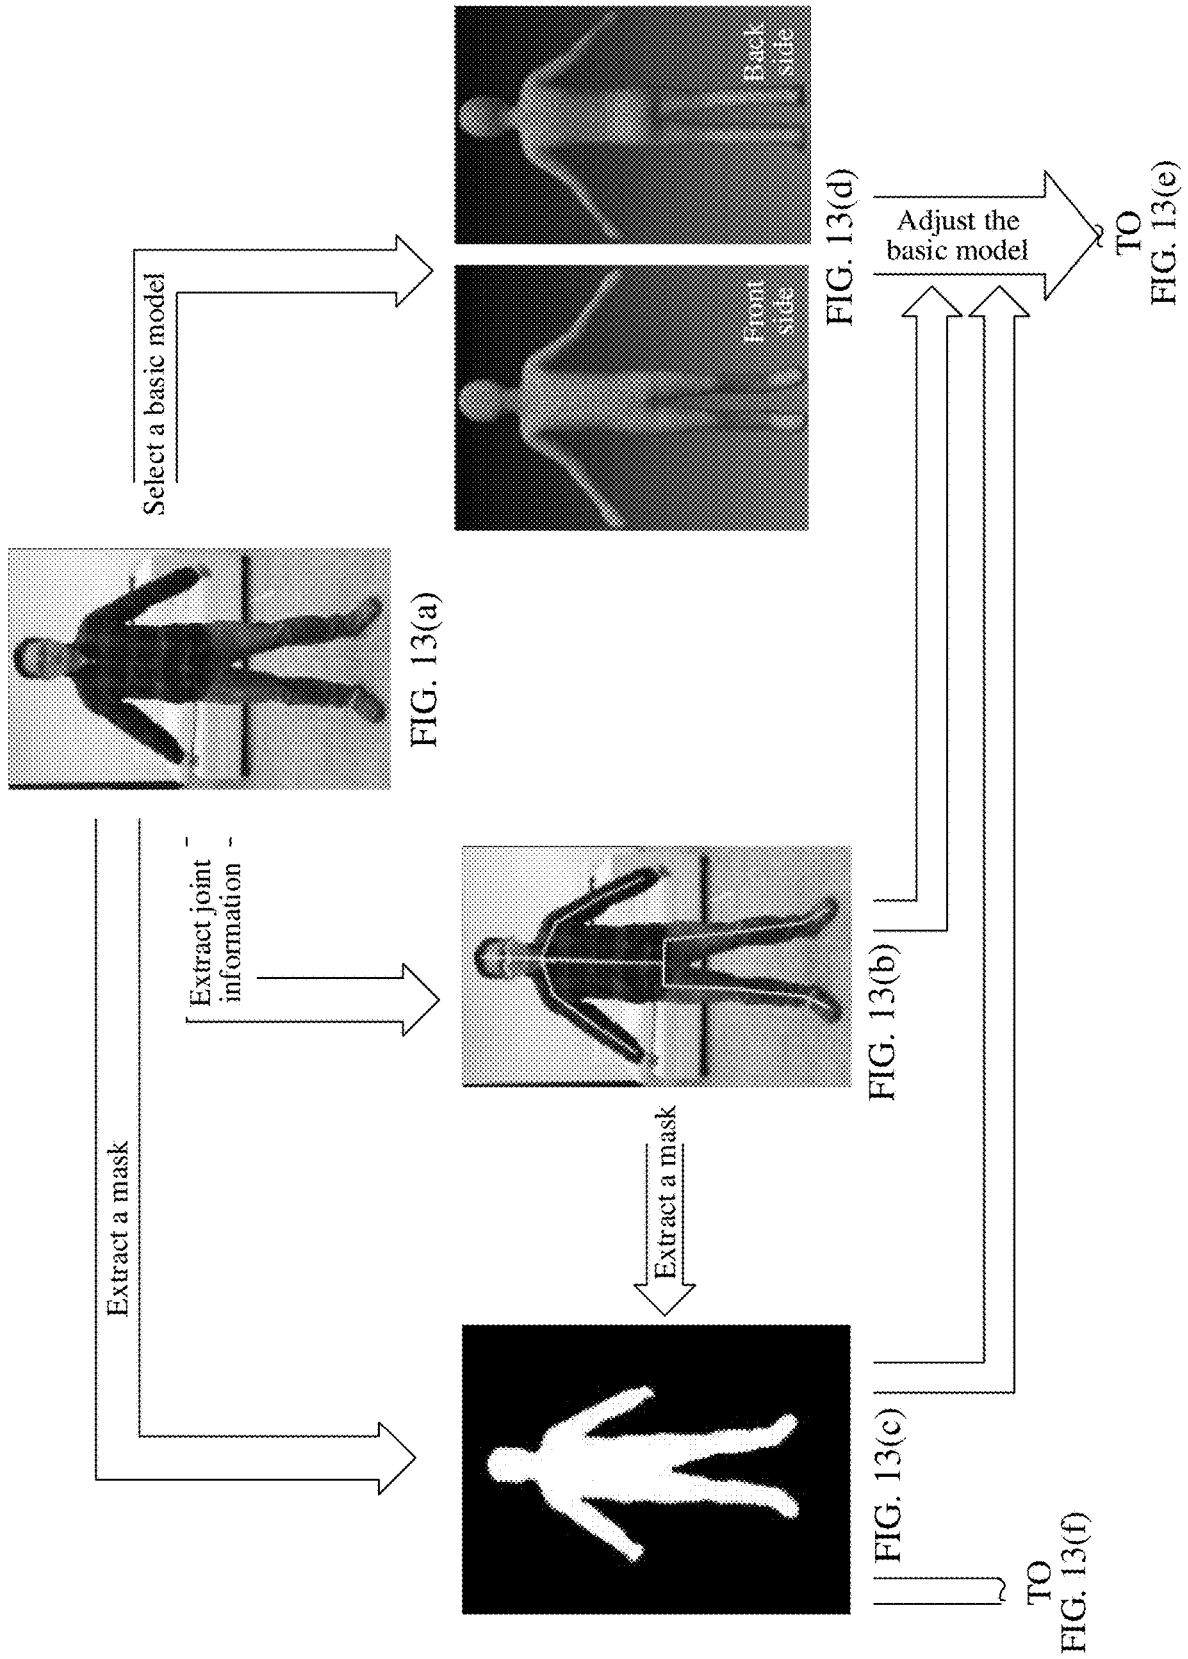 Extract a mask
Extract joint
information
Select a basic model
FIG. 13(a)
Extract a mask
Front
side
Back
side
FIG. 13(c)
FIG. 13(b)
FIG. 13(d)
Adjust the
basic model
TO
FIG. 13(f)
TO
FIG. 13(e)